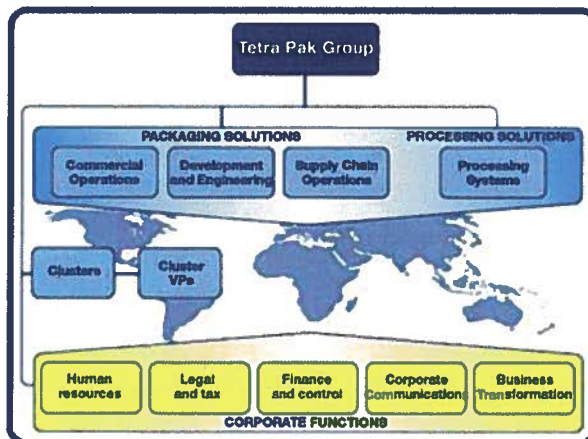 Tetra Pak Group
PACKAGING SOLUTIONS
PROCESSING SOLUTIONS
Commercial
Operations
Development
and Engineering
Supply Chain
Operations
Processing
Systems
Clusters
Cluster
VPs
Human
resources
Legal
and tax
Finance
and control
Corporate
Communications
Business
Transformation
CORPORATE FUNCTIONS